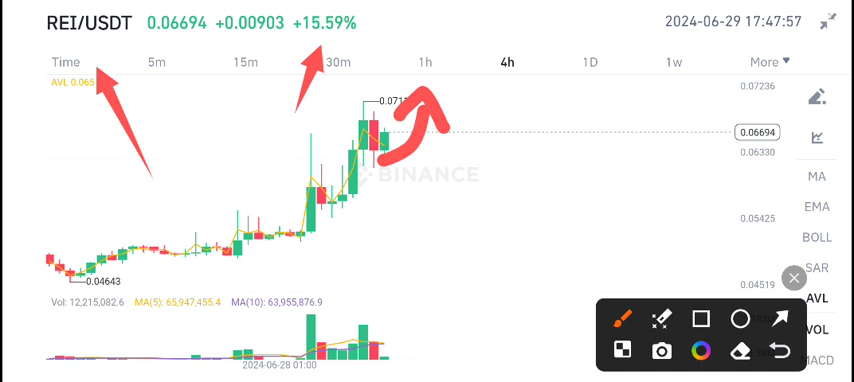 REI/USDT 0.06694 +0.00903 +15.59% 2024-06-29 17:47:57
Time 5m 15m 30m 1h 4h 1D 1w More
AVL 0.065
0.07236
0.06694
0.06330
BINANCE
MA
EMA
0.05425
BOLL
SAR
0.04643
0.04519
AVL
Vol: 12,215,082.6 MA(5): 65,947,455.4 MA(10): 63,955,876.9
VOL
MACD
2024-06-28 01:00